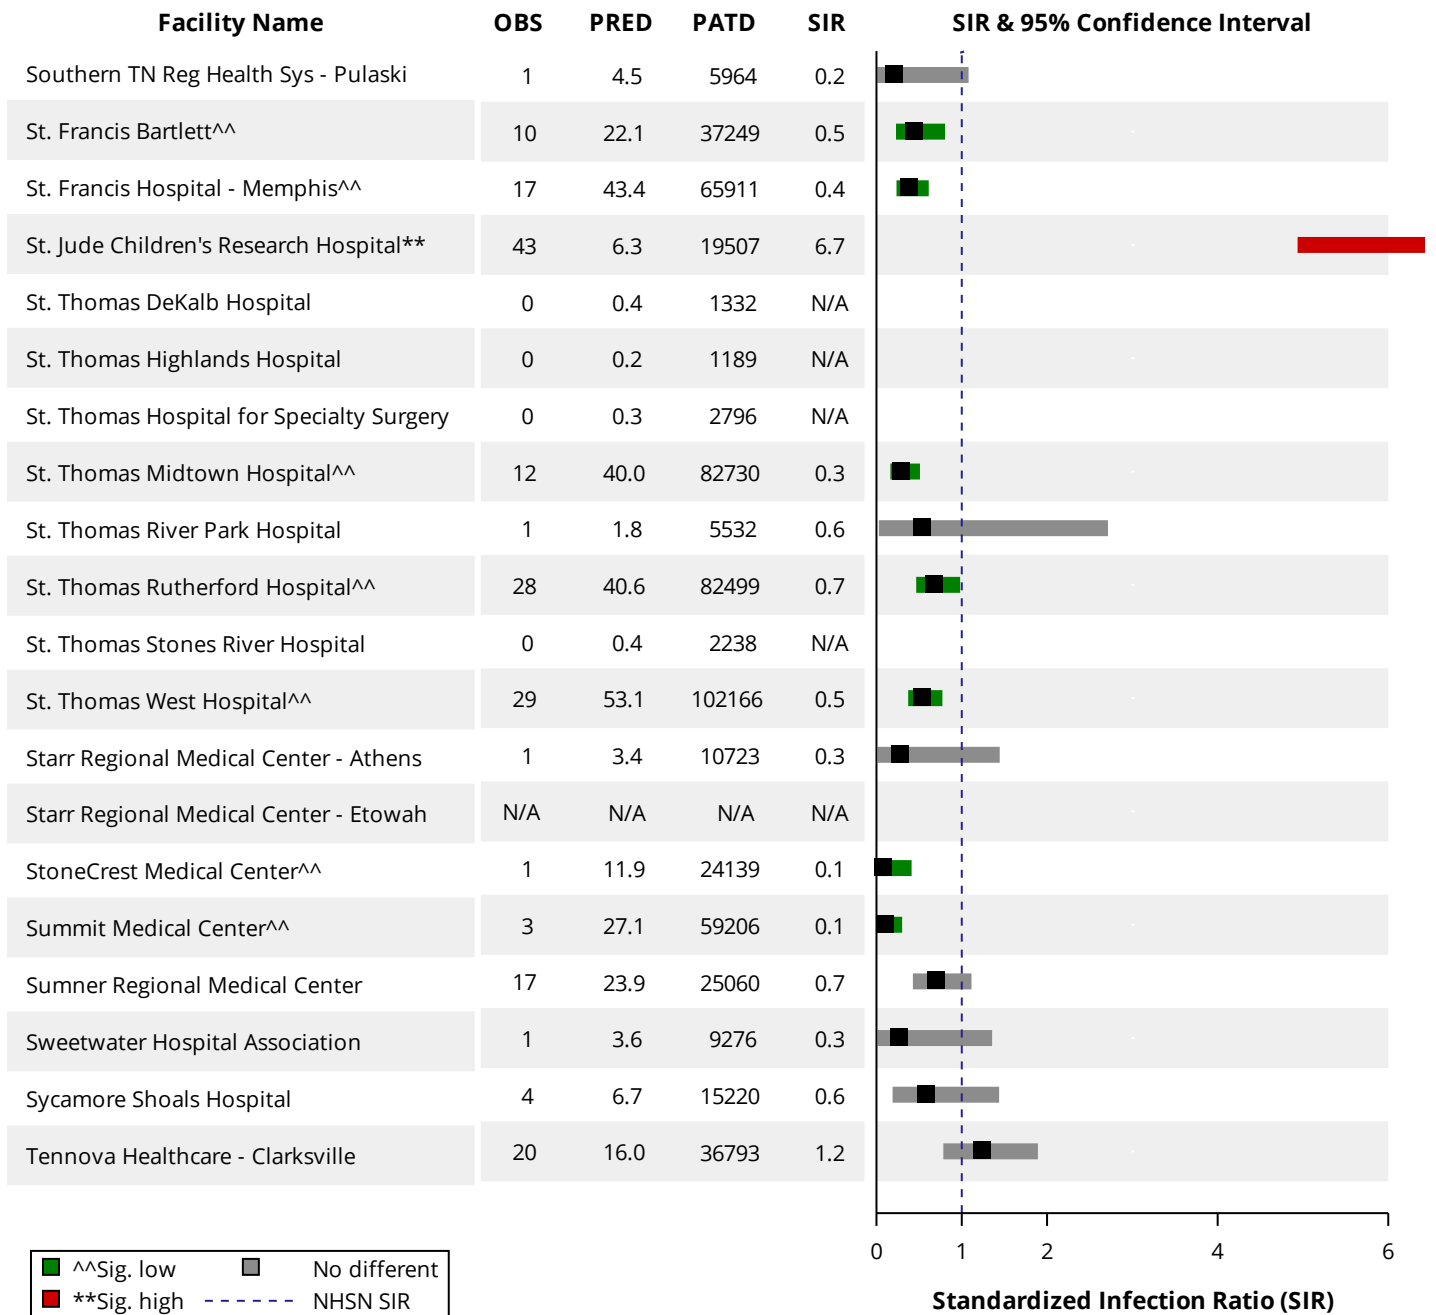 Facility Name OBS PRED PATD SIR SIR & 95% Confidence Interval
Southern TN Reg Health Sys - Pulaski 1 4.5 5964 0.2
St. Francis Bartlett^^ 10 22.1 37249 0.5
St. Francis Hospital - Memphis^^ 17 43.4 65911 0.4
St. Jude Children's Research Hospital** 43 6.3 19507 6.7
St. Thomas DeKalb Hospital 0 0.4 1332 N/A
St. Thomas Highlands Hospital 0 0.2 1189 N/A
St. Thomas Hospital for Specialty Surgery 0 0.3 2796 N/A
St. Thomas Midtown Hospital^^ 12 40.0 82730 0.3
St. Thomas River Park Hospital 1 1.8 5532 0.6
St. Thomas Rutherford Hospital^^ 28 40.6 82499 0.7
St. Thomas Stones River Hospital 0 0.4 2238 N/A
St. Thomas West Hospital^^ 29 53.1 102166 0.5
Starr Regional Medical Center - Athens 1 3.4 10723 0.3
Starr Regional Medical Center - Etowah N/A N/A N/A N/A
StoneCrest Medical Center^^ 1 11.9 24139 0.1
Summit Medical Center^^ 3 27.1 59206 0.1
Sumner Regional Medical Center 17 23.9 25060 0.7
Sweetwater Hospital Association 1 3.6 9276 0.3
Sycamore Shoals Hospital 4 6.7 15220 0.6
Tennova Healthcare - Clarksville 20 16.0 36793 1.2
0 1 2 4 6
^^Sig. low No different
**Sig. high NHSN SIR
Standardized Infection Ratio (SIR)